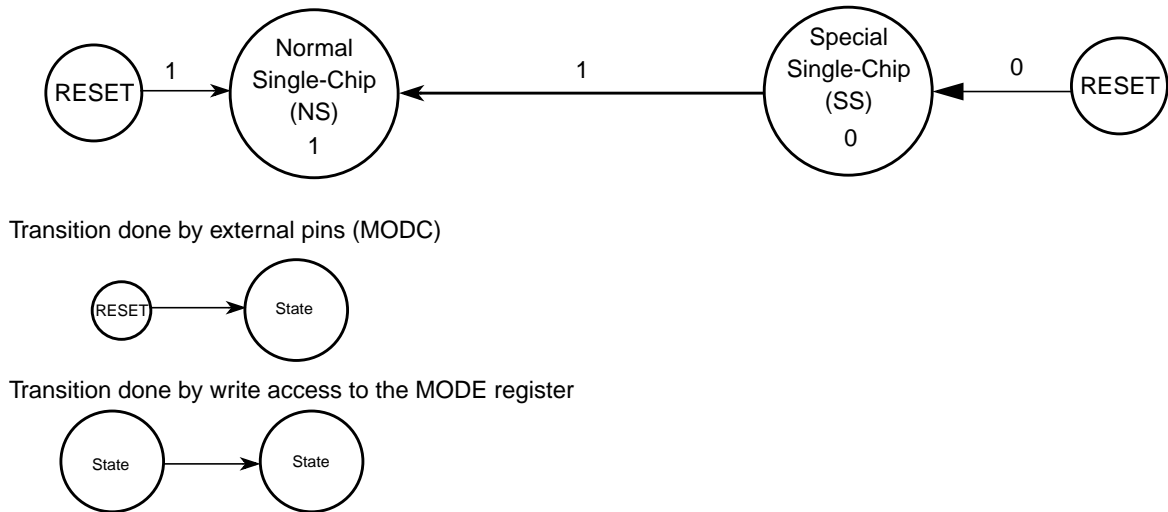 RESET
1
Normal
Single-Chip
(NS)
1
1
Special
Single-Chip
(SS)
0
0
RESET
Transition done by external pins (MODC)
RESET
State
Transition done by write access to the MODE register
State
State